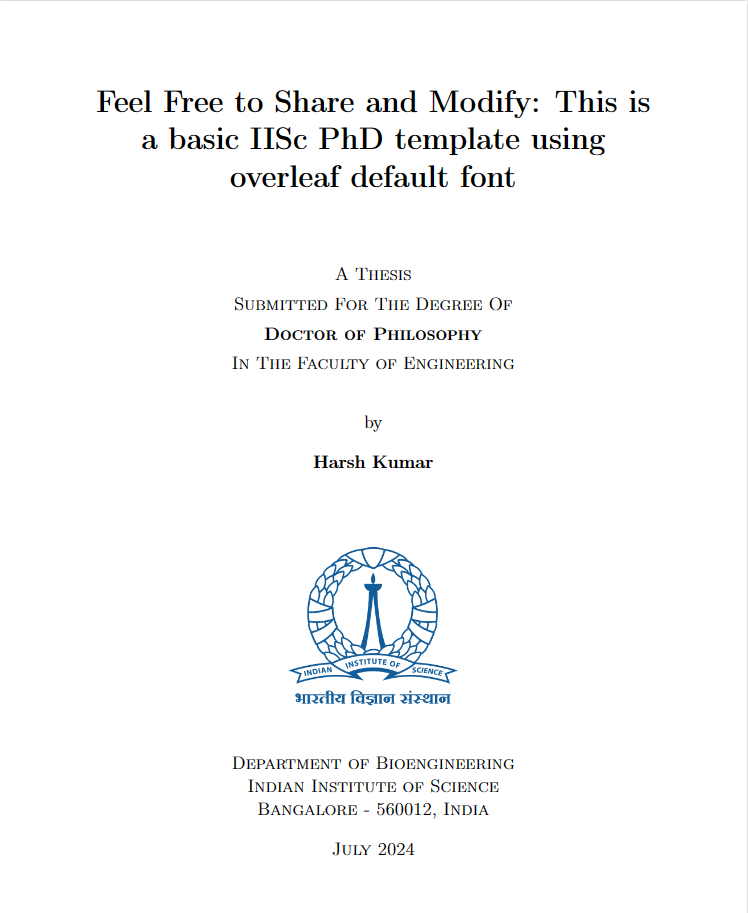 Feel Free to Share and Modify: This is
a basic IISc PhD template using
overleaf default font
A Thesis
Submitted For The Degree Of
Doctor of Philosophy
In The Faculty of Engineering
by
Harsh Kumar
INDIAN INSTITUTE OF SCIENCE
भारतीय विज्ञान संस्थान
Department of Bioengineering
Indian Institute of Science
Bangalore - 560012, India
July 2024